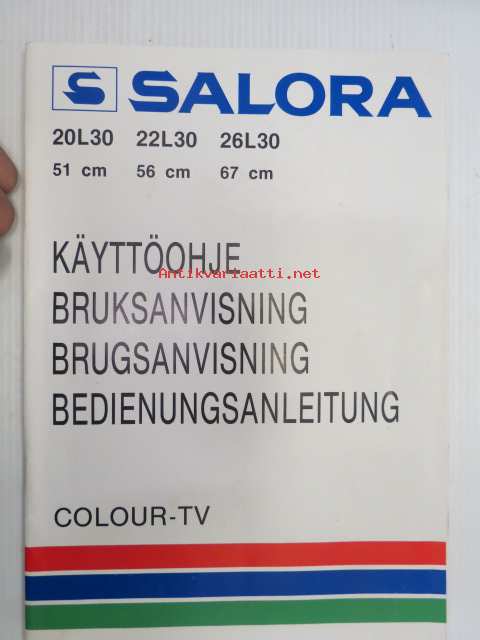 S SALORA
20L30 22L30 26L30
51 cm 56 cm 67 cm
KÄYTTÖOHJE
Antikvariaatti.net
BRUKSANVISNING
BRUGSANVISNING
BEDIENUNGSANLEITUNG
COLOUR-TV